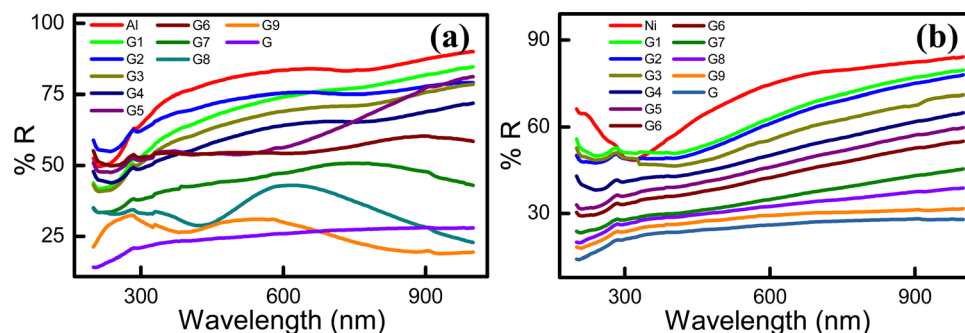 (a)
% R
100
75
50
25
300
600
900
Wavelength (nm)
Al
G1
G2
G3
G4
G5
G6
G7
G8
G9
G
(b)
% R
90
60
30
300
600
900
Wavelength (nm)
Ni
G1
G2
G3
G4
G5
G6
G6
G7
G8
G9
G